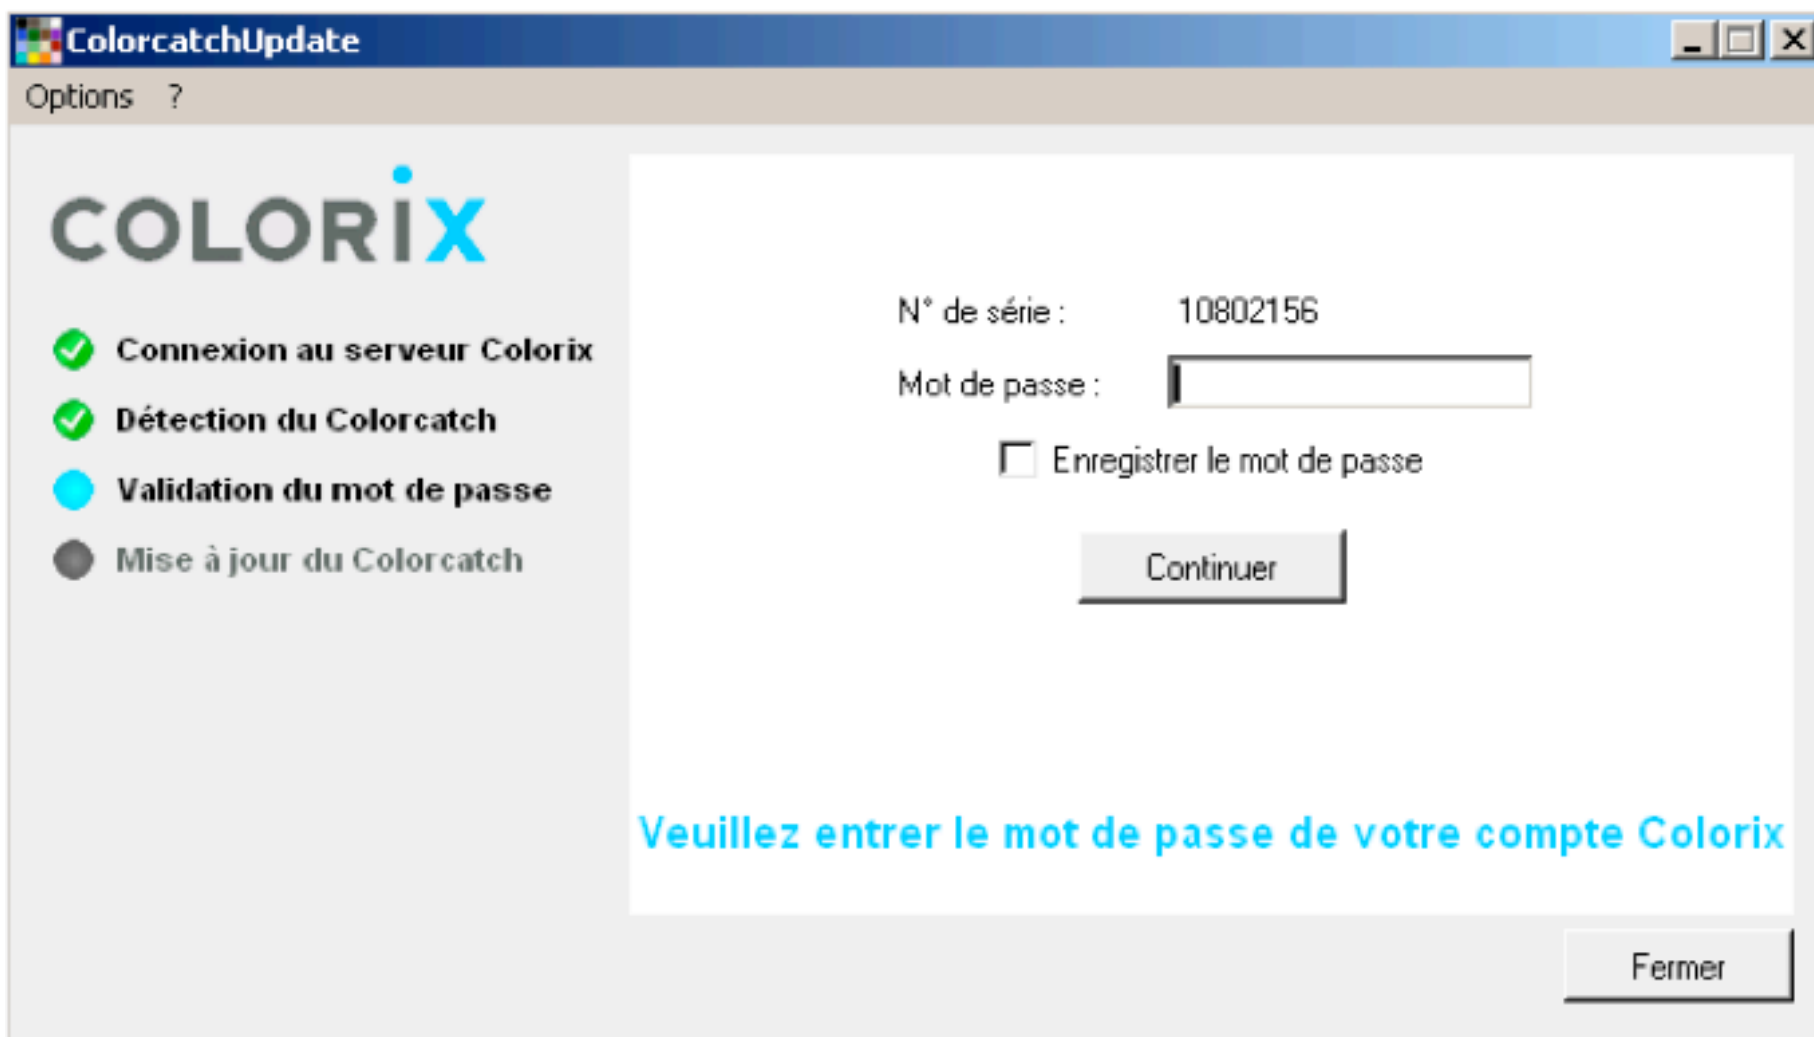 ColorcatchUpdate
Options ?
COLORiX
Connexion au serveur Colorix
Détection du Colorcatch
Validation du mot de passe
Mise à jour du Colorcatch
N° de série : 10802156
Mot de passe :
Enregistrer le mot de passe
Continuer
Veuillez entrer le mot de passe de votre compte Colorix
Fermer